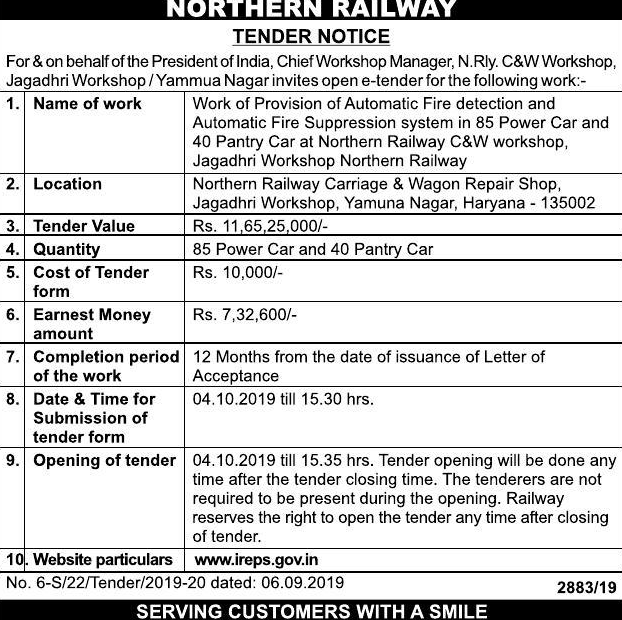 NORTHERN RAILWAY
TENDER NOTICE
For & on behalf of the President of India, Chief Workshop Manager, N.Rly. C&W Workshop,
Jagadhri Workshop / Yammua Nagar invites open e-tender for the following work:-
1. Name of work Work of Provision of Automatic Fire detection and
Automatic Fire Suppression system in 85 Power Car and
40 Pantry Car at Northern Railway C&W workshop,
Jagadhri Workshop Northern Railway
2. Location Northern Railway Carriage & Wagon Repair Shop,
Jagadhri Workshop, Yamuna Nagar, Haryana - 135002
3. Tender Value Rs. 11,65,25,000/-
4. Quantity 85 Power Car and 40 Pantry Car
5. Cost of Tender Rs. 10,000/-
form
6. Earnest Money Rs. 7,32,600/-
amount
7. Completion period 12 Months from the date of issuance of Letter of
of the work Acceptance
8. Date & Time for 04.10.2019 till 15.30 hrs.
Submission of
tender form
9. Opening of tender 04.10.2019 till 15.35 hrs. Tender opening will be done any
time after the tender closing time. The tenderers are not
required to be present during the opening. Railway
reserves the right to open the tender any time after closing
of tender.
10. Website particulars www.ireps.gov.in
No. 6-S/22/Tender/2019-20 dated: 06.09.2019
2883/19
SERVING CUSTOMERS WITH A SMILE